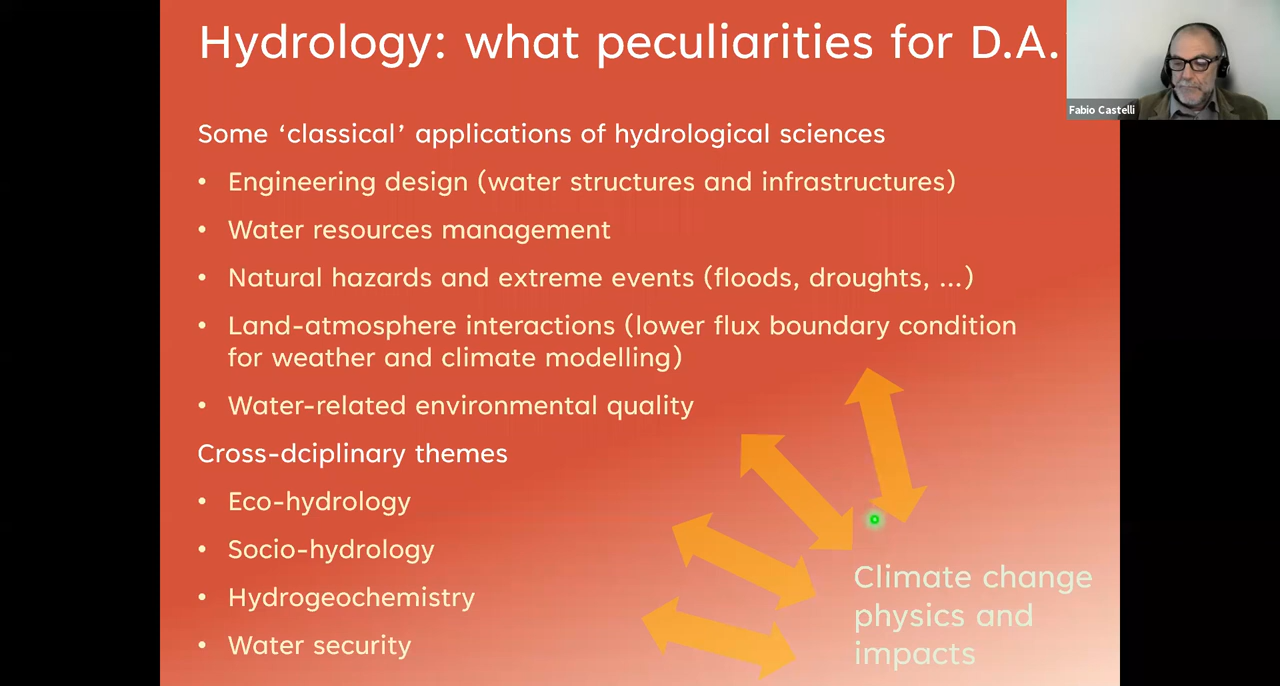 Hydrology: what peculiarities for D.A.
Fabio Castelli
Some ‘classical’ applications of hydrological sciences
• Engineering design (water structures and infrastructures)
• Water resources management
• Natural hazards and extreme events (floods, droughts, ...)
• Land-atmosphere interactions (lower flux boundary condition
for weather and climate modelling)
• Water-related environmental quality
Cross-dciplinary themes
• Eco-hydrology
• Socio-hydrology
• Hydrogeochemistry
• Water security
Climate change
physics and
impacts